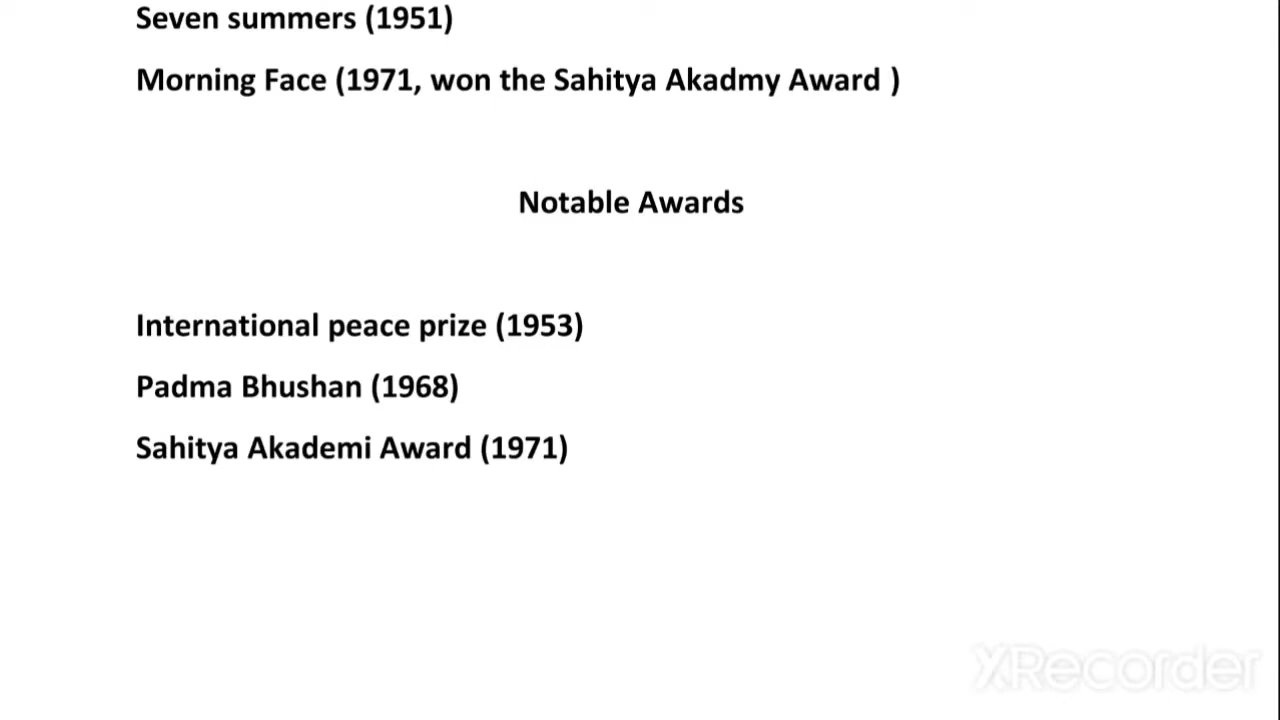 Seven summers (1951)
Morning Face (1971, won the Sahitya Akadmy Award )
Notable Awards
International peace prize (1953)
Padma Bhushan (1968)
Sahitya Akademi Award (1971)
XRecorder